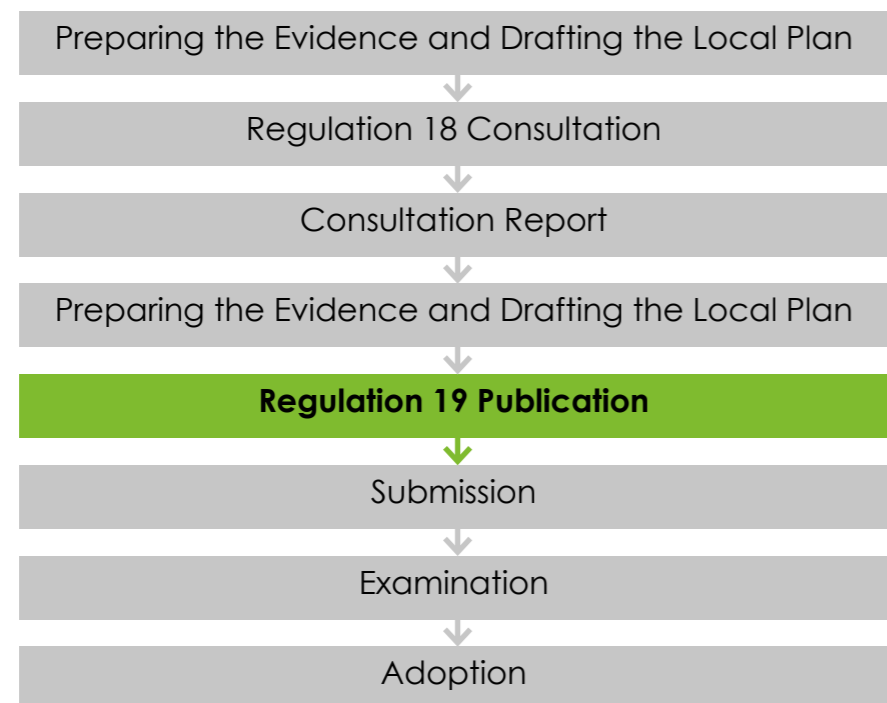 Preparing the Evidence and Drafting the Local Plan
Regulation 18 Consultation
Consultation Report
Preparing the Evidence and Drafting the Local Plan
Regulation 19 Publication
Submission
Examination
Adoption